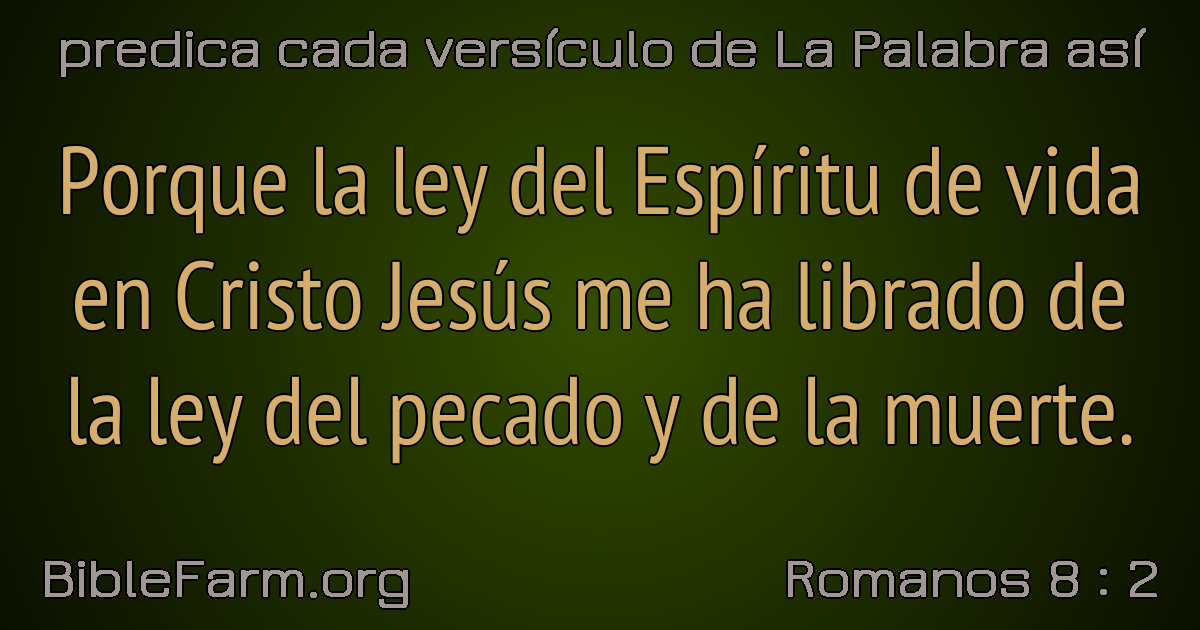 predica cada versículo de La Palabra así
Porque la ley del Espíritu de vida
en Cristo Jesús me ha librado de
la ley del pecado y de la muerte.
BibleFarm.org
Romanos 8 : 2